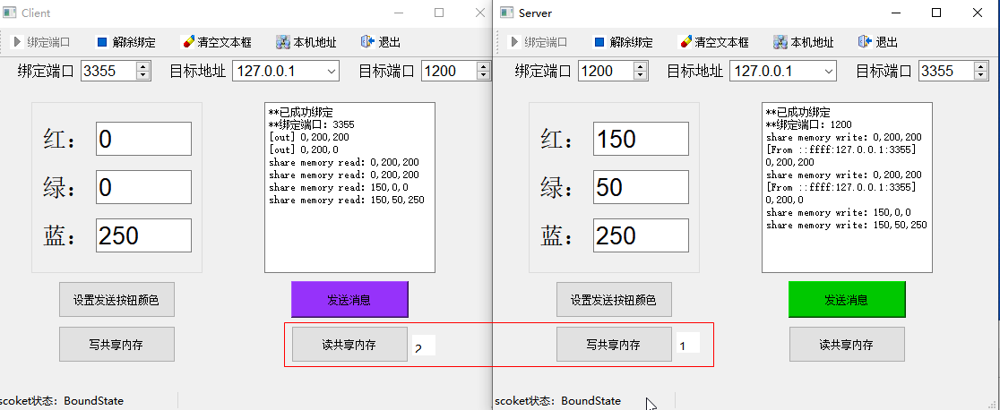 Client
绑定端口 解除绑定 清空文本框 本机地址 退出
绑定端口 3355 目标地址 127.0.0.1 目标端口 1200
红： 0
绿： 0
蓝： 250
**已成功绑定
**绑定端口：3355
[out] 0,200,200
[out] 0,200,0
share memory read: 0,200,200
share memory read: 0,200,200
share memory read: 150,0,0
share memory read: 150,50,250
设置发送按钮颜色 发送消息
写共享内存 读共享内存 2
scoket状态：BoundState
Server
绑定端口 解除绑定 清空文本框 本机地址 退出
绑定端口 1200 目标地址 127.0.0.1 目标端口 3355
红： 150
绿： 50
蓝： 250
**已成功绑定
**绑定端口：1200
share memory write: 0,200,200
[From ::ffff:127.0.0.1:3355]
0,200,200
share memory write: 0,200,200
[From ::ffff:127.0.0.1:3355]
0,200,0
share memory write: 150,0,0
share memory write: 150,50,250
设置发送按钮颜色 发送消息
写共享内存 1 读共享内存
scoket状态：BoundState